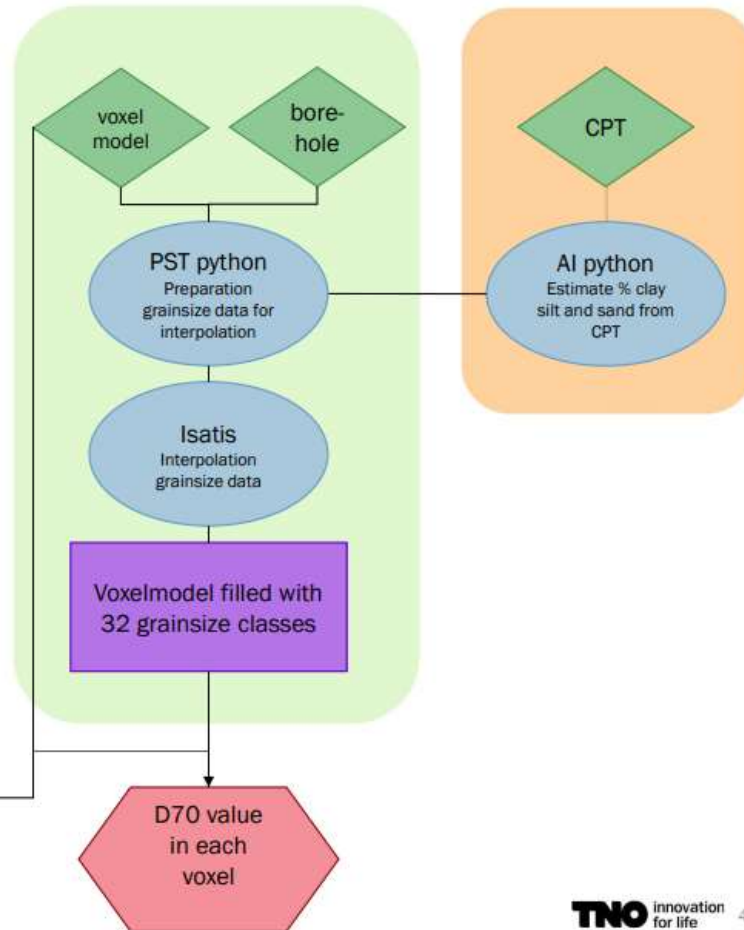 voxel
model
bore-
hole
CPT
PST python
Preparation
grainsize data for
interpolation
AI python
Estimate % clay
silt and sand from
CPT
Isatis
Interpolation
grainsize data
Voxelmodel filled with
32 grainsize classes
D70 value
in each
voxel
TNO innovation
for life
4